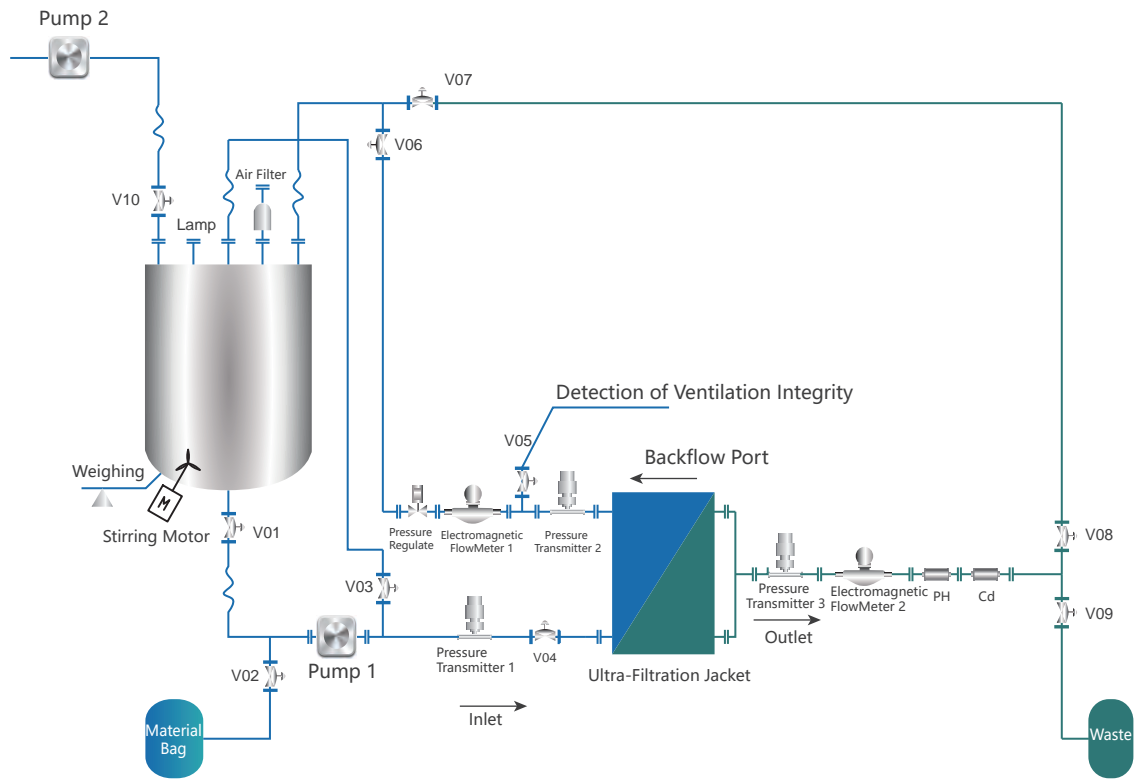 Pump 2
V07
V06
Air Filter
V10
Lamp
Detection of Ventilation Integrity
V05
Backflow Port
Weighing
M
Stirring Motor
V01
Pressure
Regulate
Electromagnetic
FlowMeter 1
Pressure
Transmitter 2
V08
V03
Pressure
Transmitter 3
Electromagnetic
FlowMeter 2
PH
Cd
V09
Outlet
Pump 1
Pressure
Transmitter 1
V04
V02
Ultra-Filtration Jacket
Inlet
Material
Bag
Waste